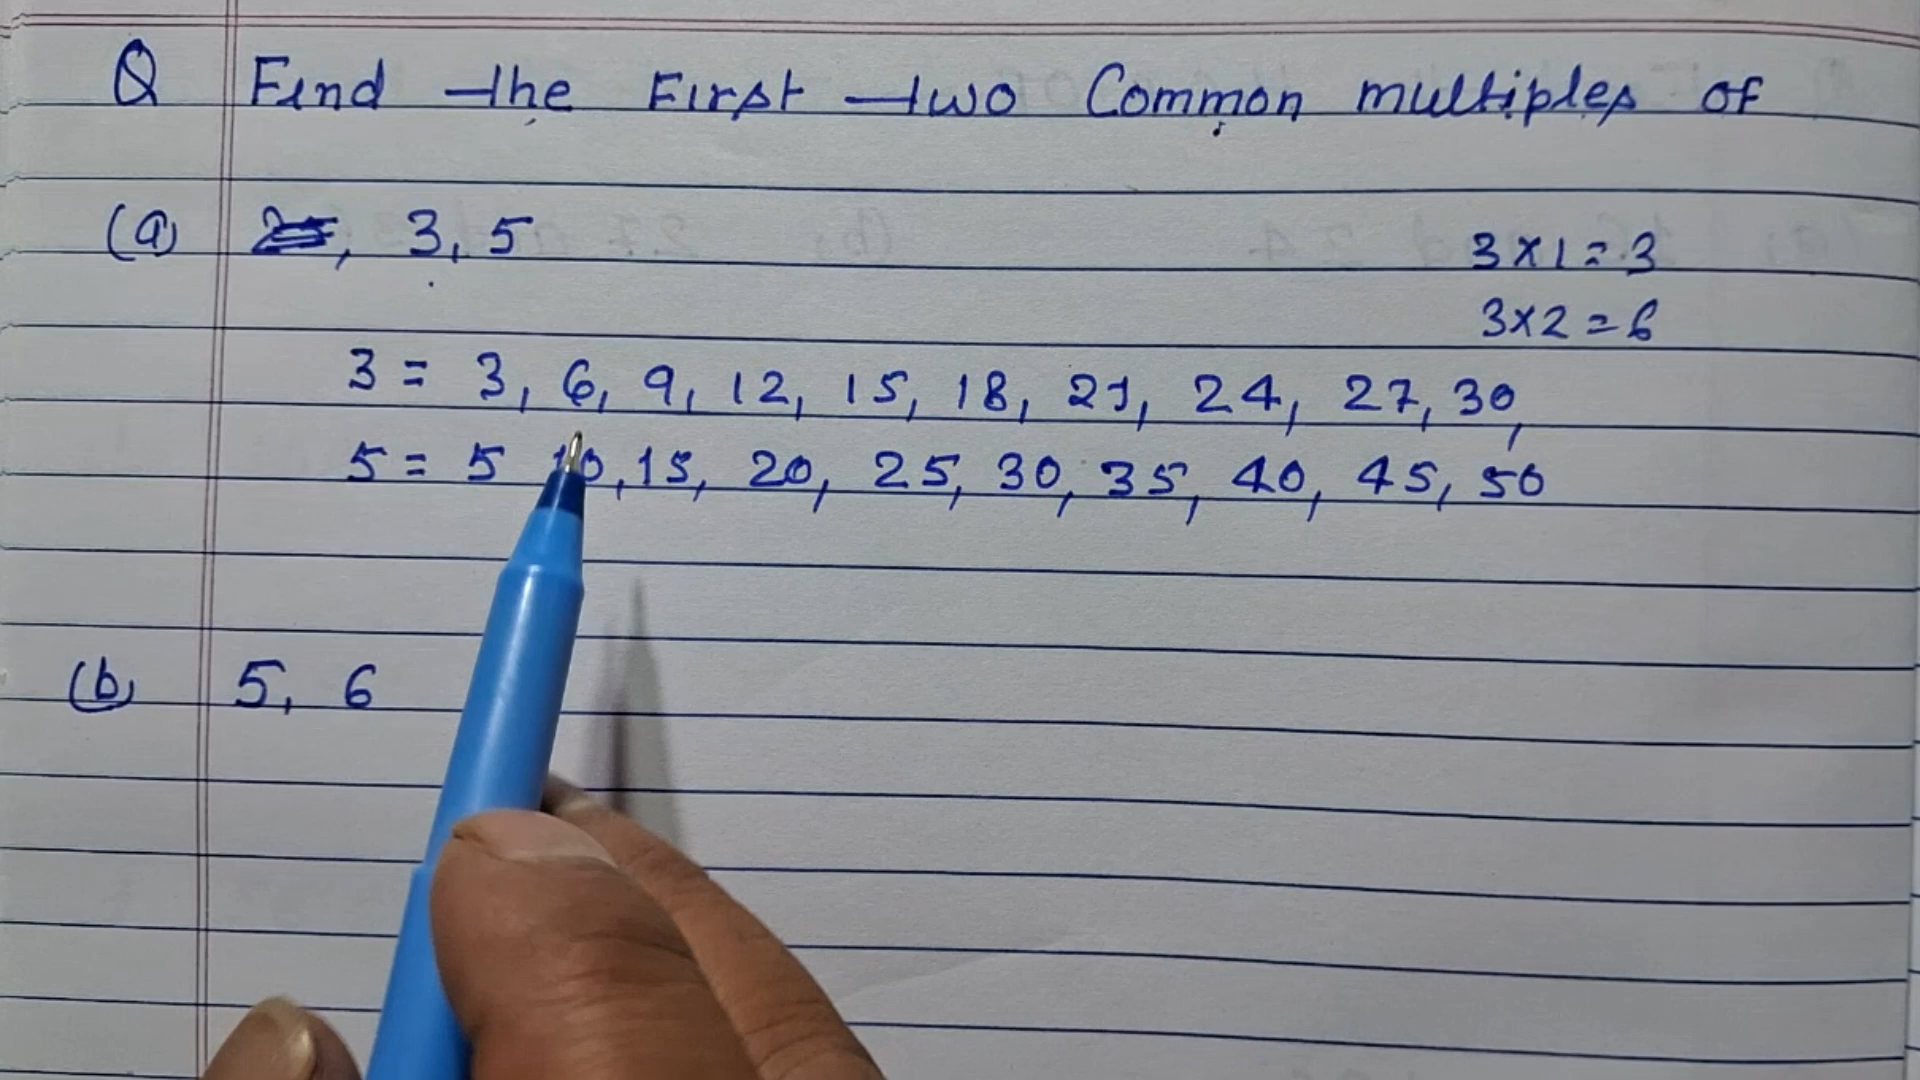 Q Find the First two Common multiples of
(a) , 3, 5
3 x 1 = 3
3 x 2 = 6
3 = 3, 6, 9, 12, 15, 18, 21, 24, 27, 30,
5 = 5 10, 15, 20, 25, 30, 35, 40, 45, 50
(b) 5, 6